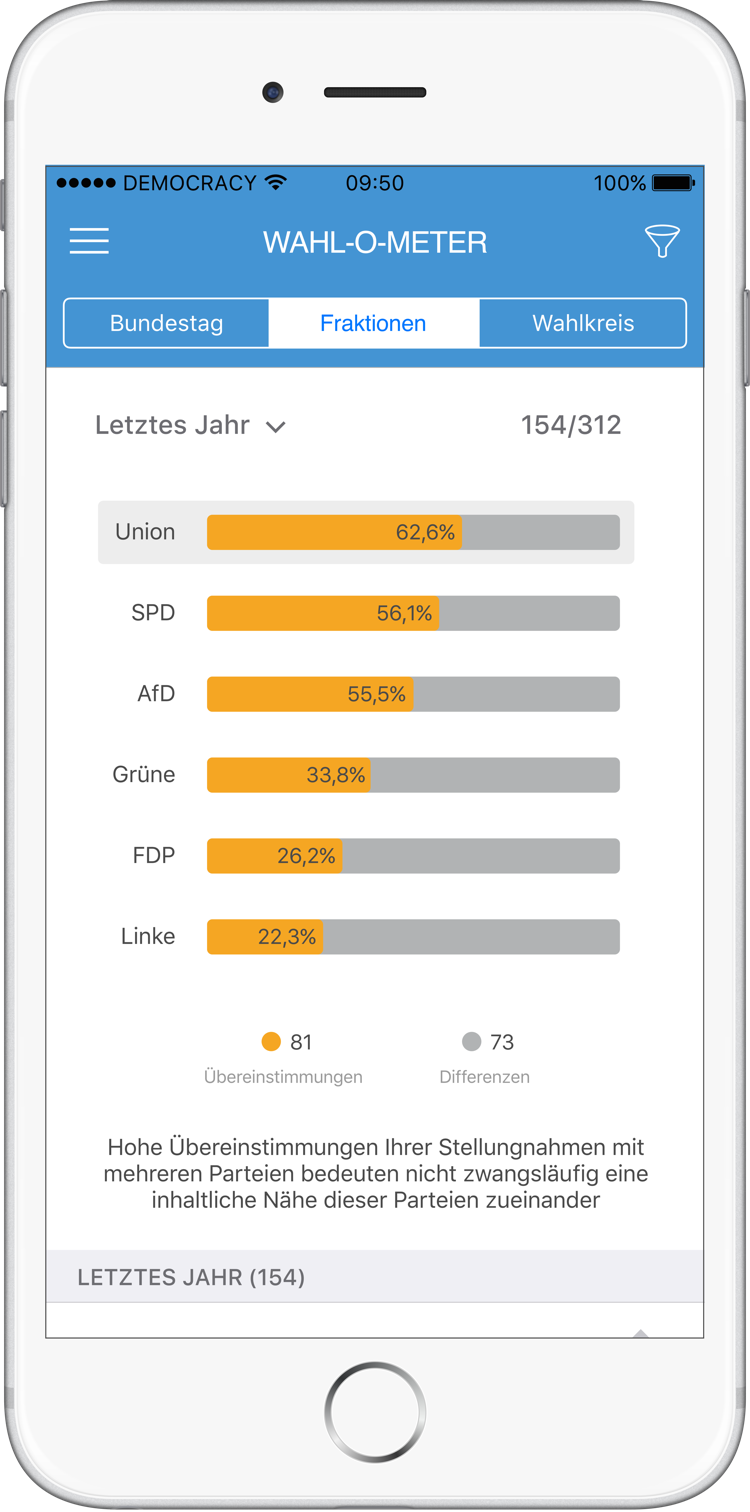 DEMOCRACY 09:50 100%
WAHL-O-METER
Bundestag Fraktionen Wahlkreis
Letztes Jahr 154/312
Union 62,6%
SPD 56,1%
AfD 55,5%
Grüne 33,8%
FDP 26,2%
Linke 22,3%
81 73
Übereinstimmungen Differenzen
Hohe Übereinstimmungen Ihrer Stellungnahmen mit
mehreren Parteien bedeuten nicht zwangsläufig eine
inhaltliche Nähe dieser Parteien zueinander
LETZTES JAHR (154)